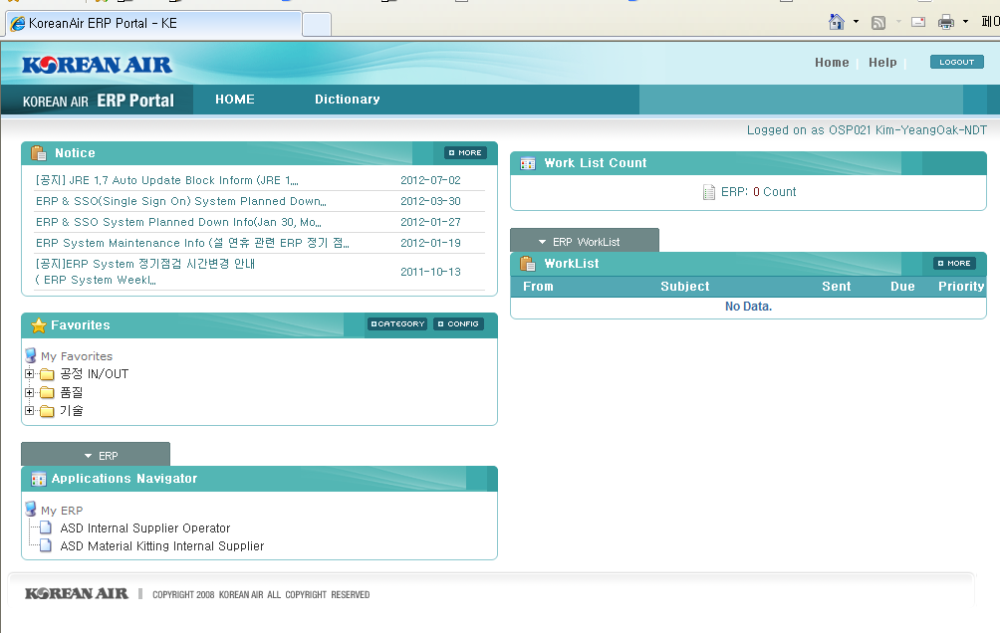 KoreanAir ERP Portal - KE
KOREAN AIR
Home | Help | LOGOUT
KOREAN AIR ERP Portal HOME Dictionary
Logged on as OSP021 Kim-YeangOak-NDT
Notice MORE
[공지] JRE 1.7 Auto Update Block Inform (JRE 1,... 2012-07-02
ERP & SSO(Single Sign On) System Planned Down... 2012-03-30
ERP & SSO System Planned Down Info(Jan 30, Mo... 2012-01-27
ERP System Maintenance Info (설 연휴 관련 ERP 정기 점... 2012-01-19
[공지]ERP System 정기점검 시간변경 안내
( ERP System Weekl... 2011-10-13
Work List Count
ERP: 0 Count
ERP WorkList
WorkList MORE
From Subject Sent Due Priority
No Data.
Favorites CATEGORY CONFIG
My Favorites
공정 IN/OUT
품질
기술
ERP
Applications Navigator
My ERP
ASD Internal Supplier Operator
ASD Material Kitting Internal Supplier
KOREAN AIR COPYRIGHT 2008 KOREAN AIR ALL COPYRIGHT RESERVED